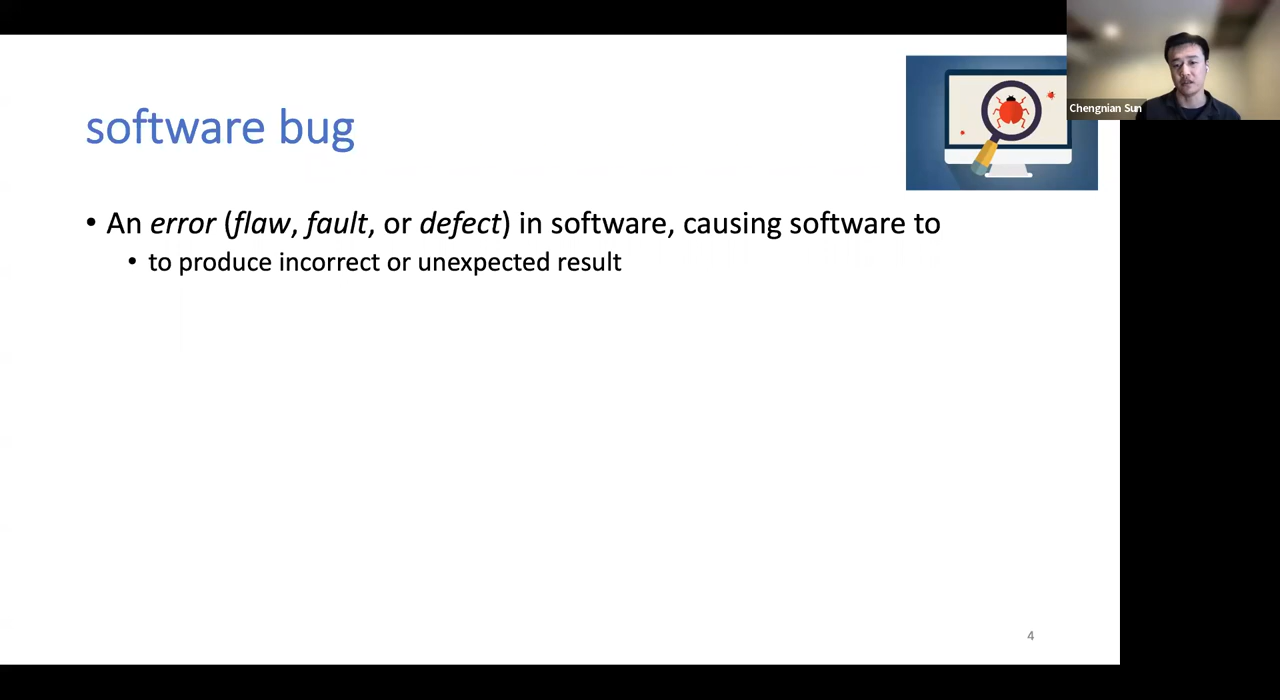 software bug
Chengnian Sun
• An error (flaw, fault, or defect) in software, causing software to
• to produce incorrect or unexpected result
4